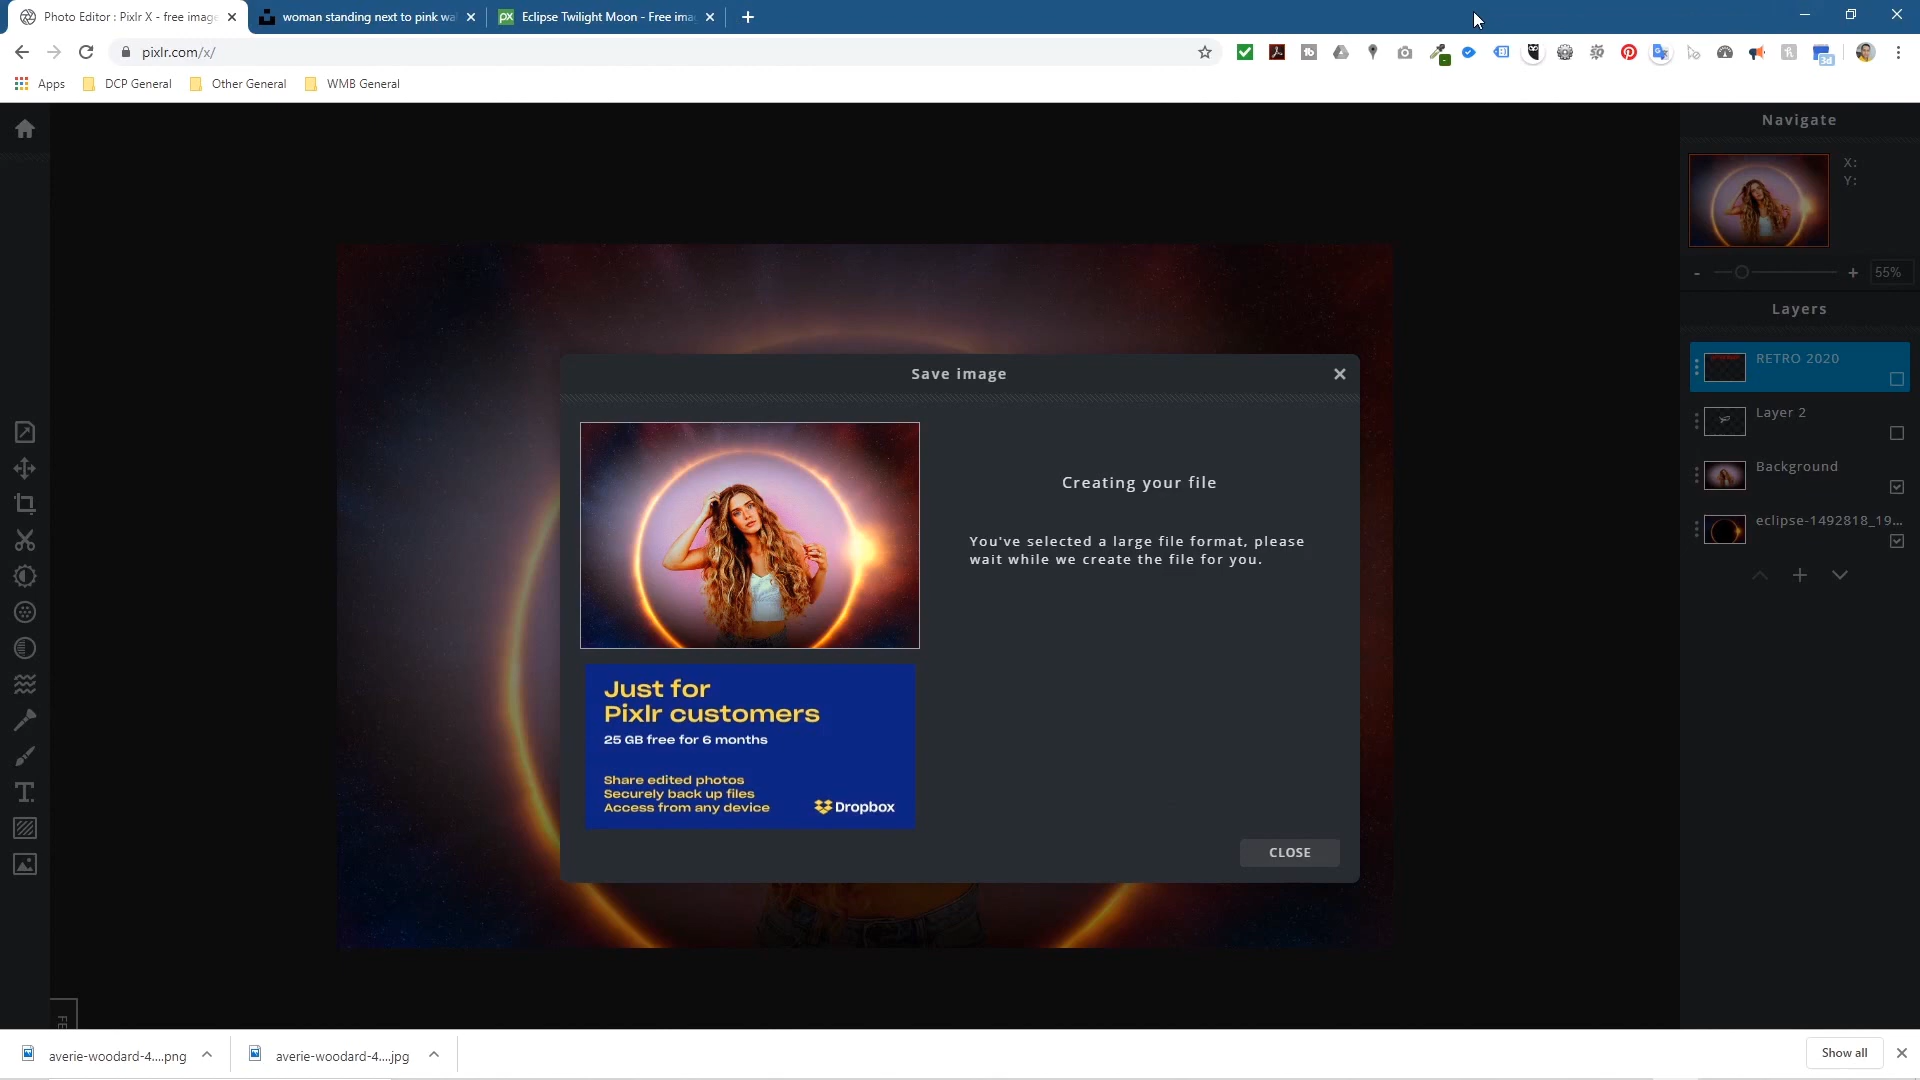 Photo Editor : Pixlr X - free image
woman standing next to pink wa
Eclipse Twilight Moon - Free ima
pixlr.com/x/
Apps
DCP General
Other General
WMB General
Navigate
X:
Y:
- + 55%
Layers
RETRO 2020
Layer 2
Background
eclipse-1492818_19...
Save image
Creating your file
You've selected a large file format, please
wait while we create the file for you.
Just for
Pixlr customers
25 GB free for 6 months
Share edited photos
Securely back up files
Access from any device
Dropbox
CLOSE
averie-woodard-4....png
averie-woodard-4....jpg
Show all